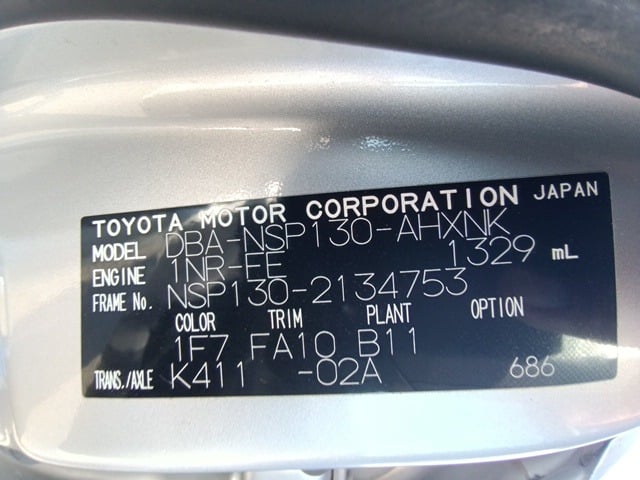 TOYOTA MOTOR CORPORATION JAPAN
MODEL DBA-NSP130-AHXNK
ENGINE 1NR-FE 1329 mL
FRAME No. NSP130-2134753
COLOR TRIM PLANT OPTION
1F7 FA10 B11
TRANS./AXLE K411 -02A 686